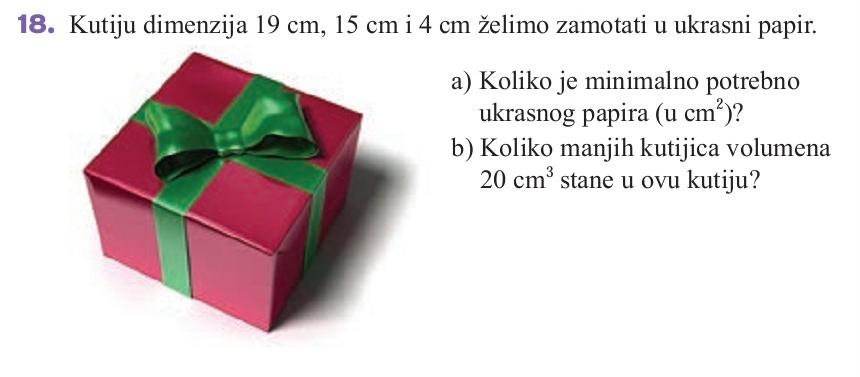 18. Kutiju dimenzija 19 cm, 15 cm i 4 cm želimo zamotati u ukrasni papir.
a) Koliko je minimalno potrebno
ukrasnog papira (u cm²)?
b) Koliko manjih kutijica volumena
20 cm³ stane u ovu kutiju?